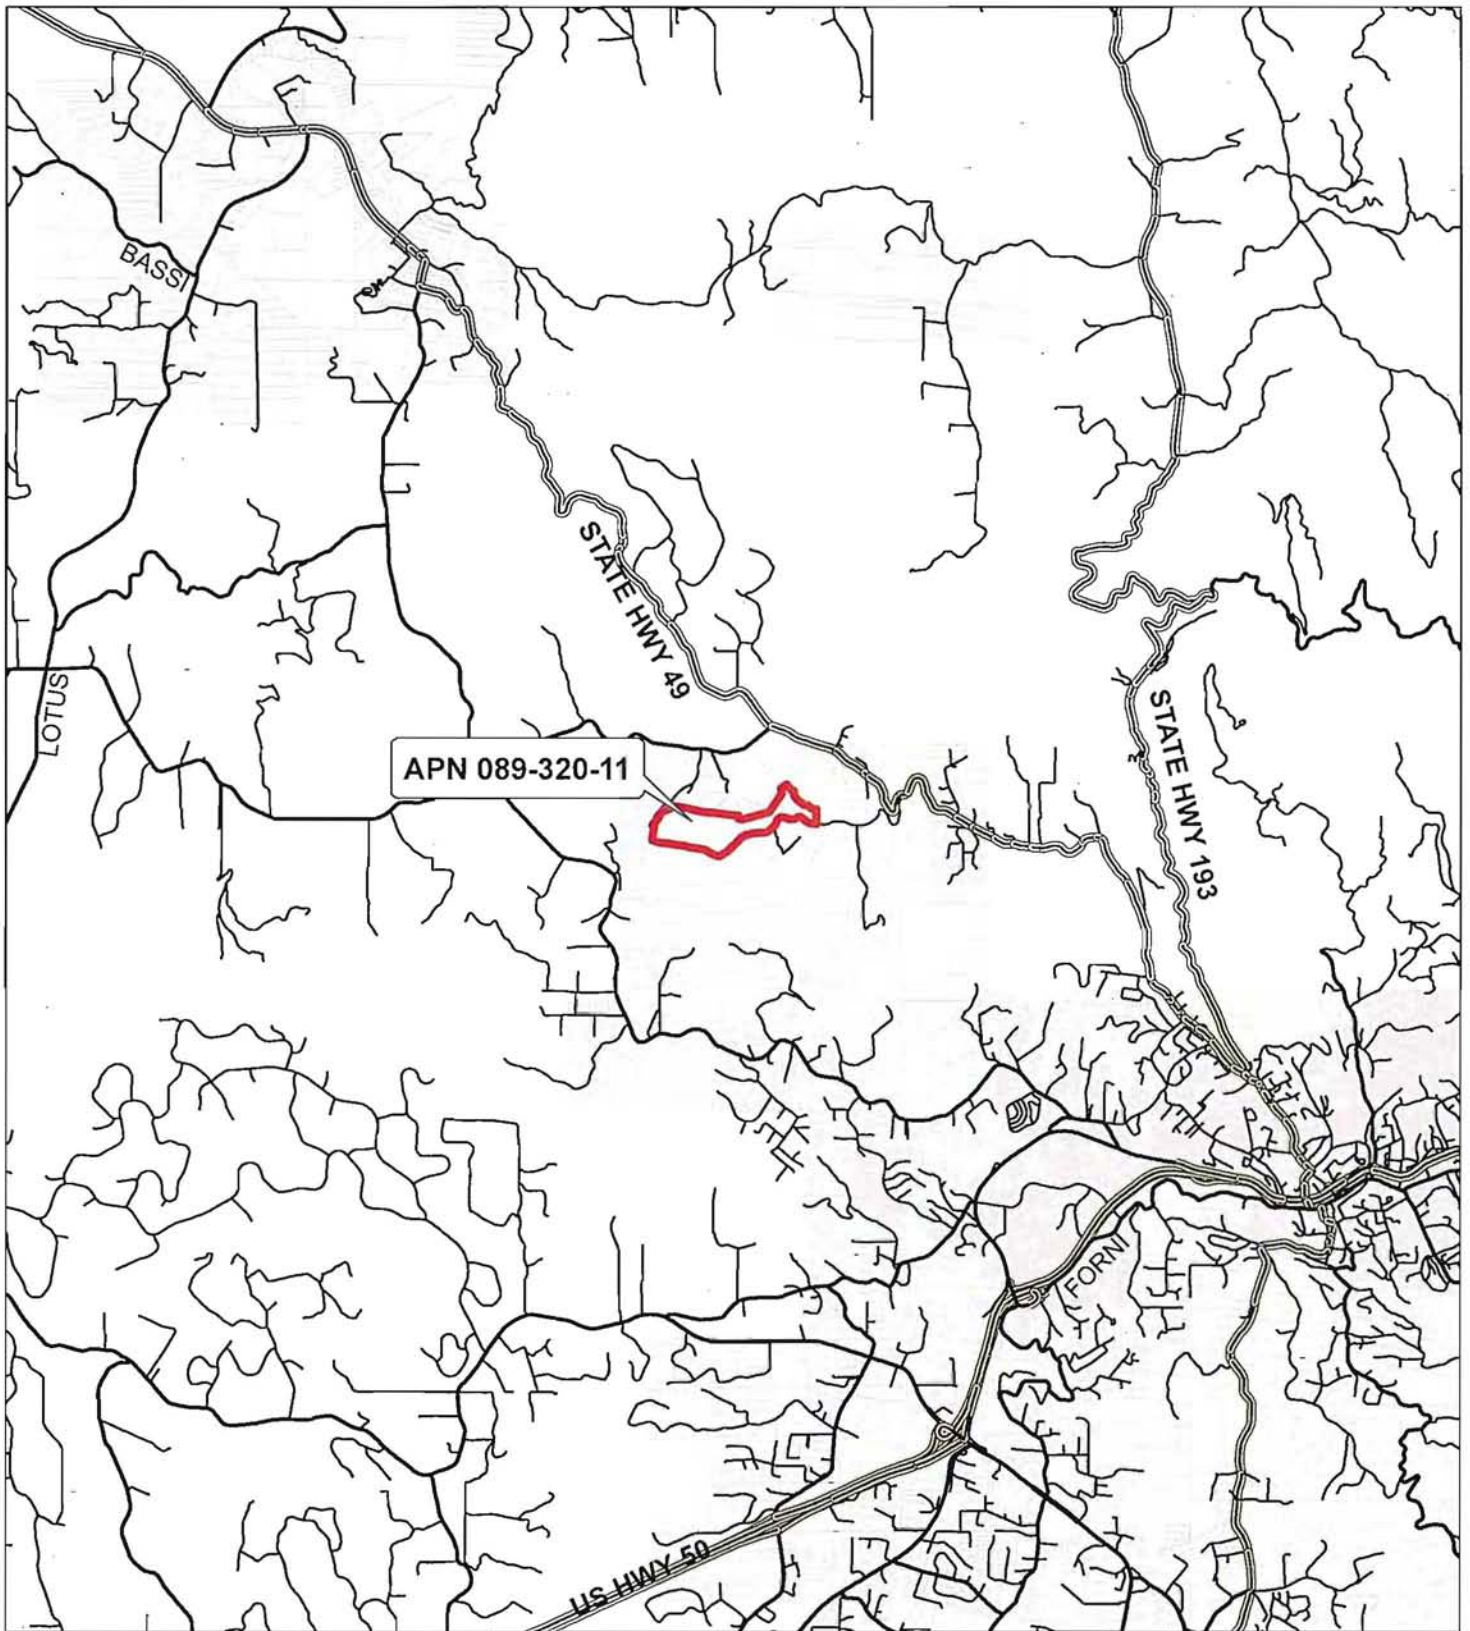 BASSI
STATE HWY 49
LOTUS
STATE HWY 193
APN 089-320-11
FORNI
US HWY 50